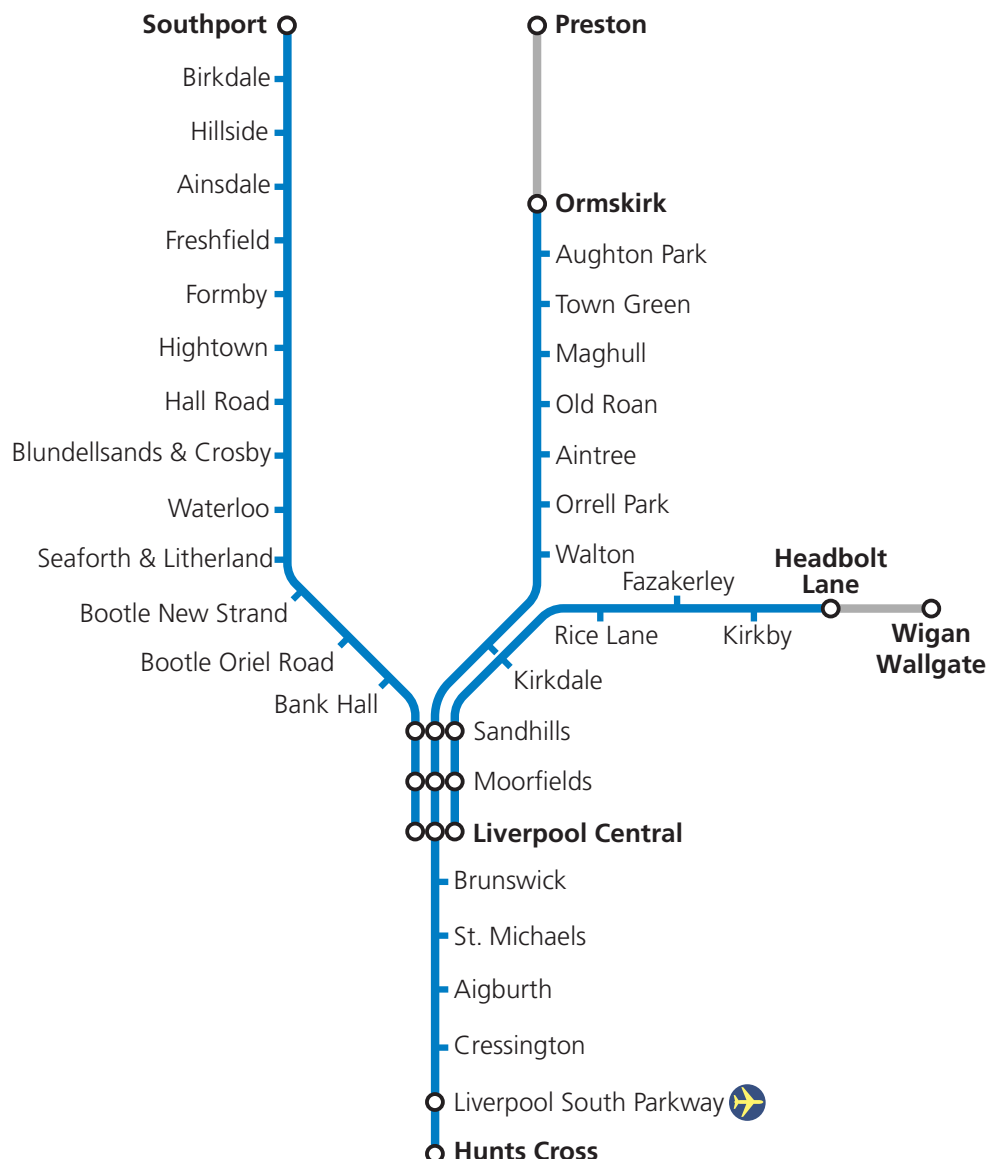 Southport
Birkdale
Hillside
Ainsdale
Freshfield
Formby
Hightown
Hall Road
Blundellsands & Crosby
Waterloo
Seaforth & Litherland
Bootle New Strand
Bootle Oriel Road
Bank Hall
Preston
Ormskirk
Aughton Park
Town Green
Maghull
Old Roan
Aintree
Orrell Park
Walton
Fazakerley
Headbolt
Lane
Rice Lane
Kirkby
Wigan
Wallgate
Kirkdale
Sandhills
Moorfields
Liverpool Central
Brunswick
St. Michaels
Aigburth
Cressington
Liverpool South Parkway
Hunts Cross